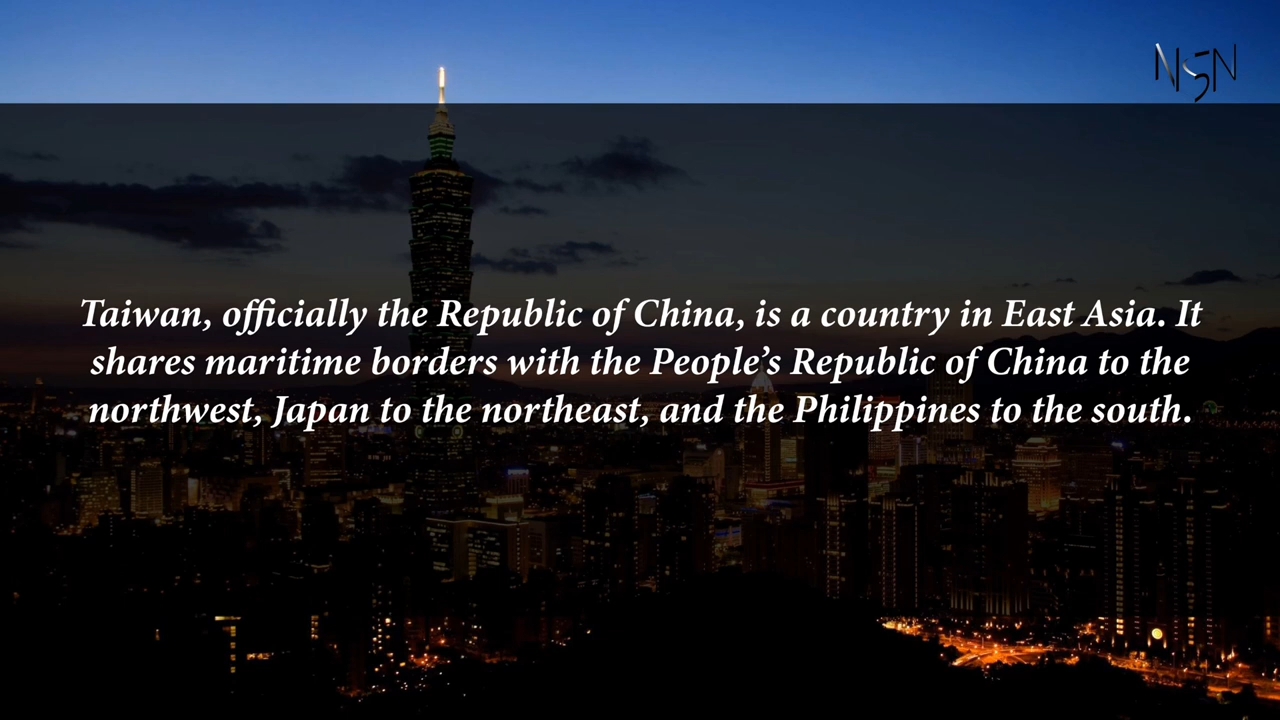 NSN
Taiwan, officially the Republic of China, is a country in East Asia. It
shares maritime borders with the People’s Republic of China to the
northwest, Japan to the northeast, and the Philippines to the south.